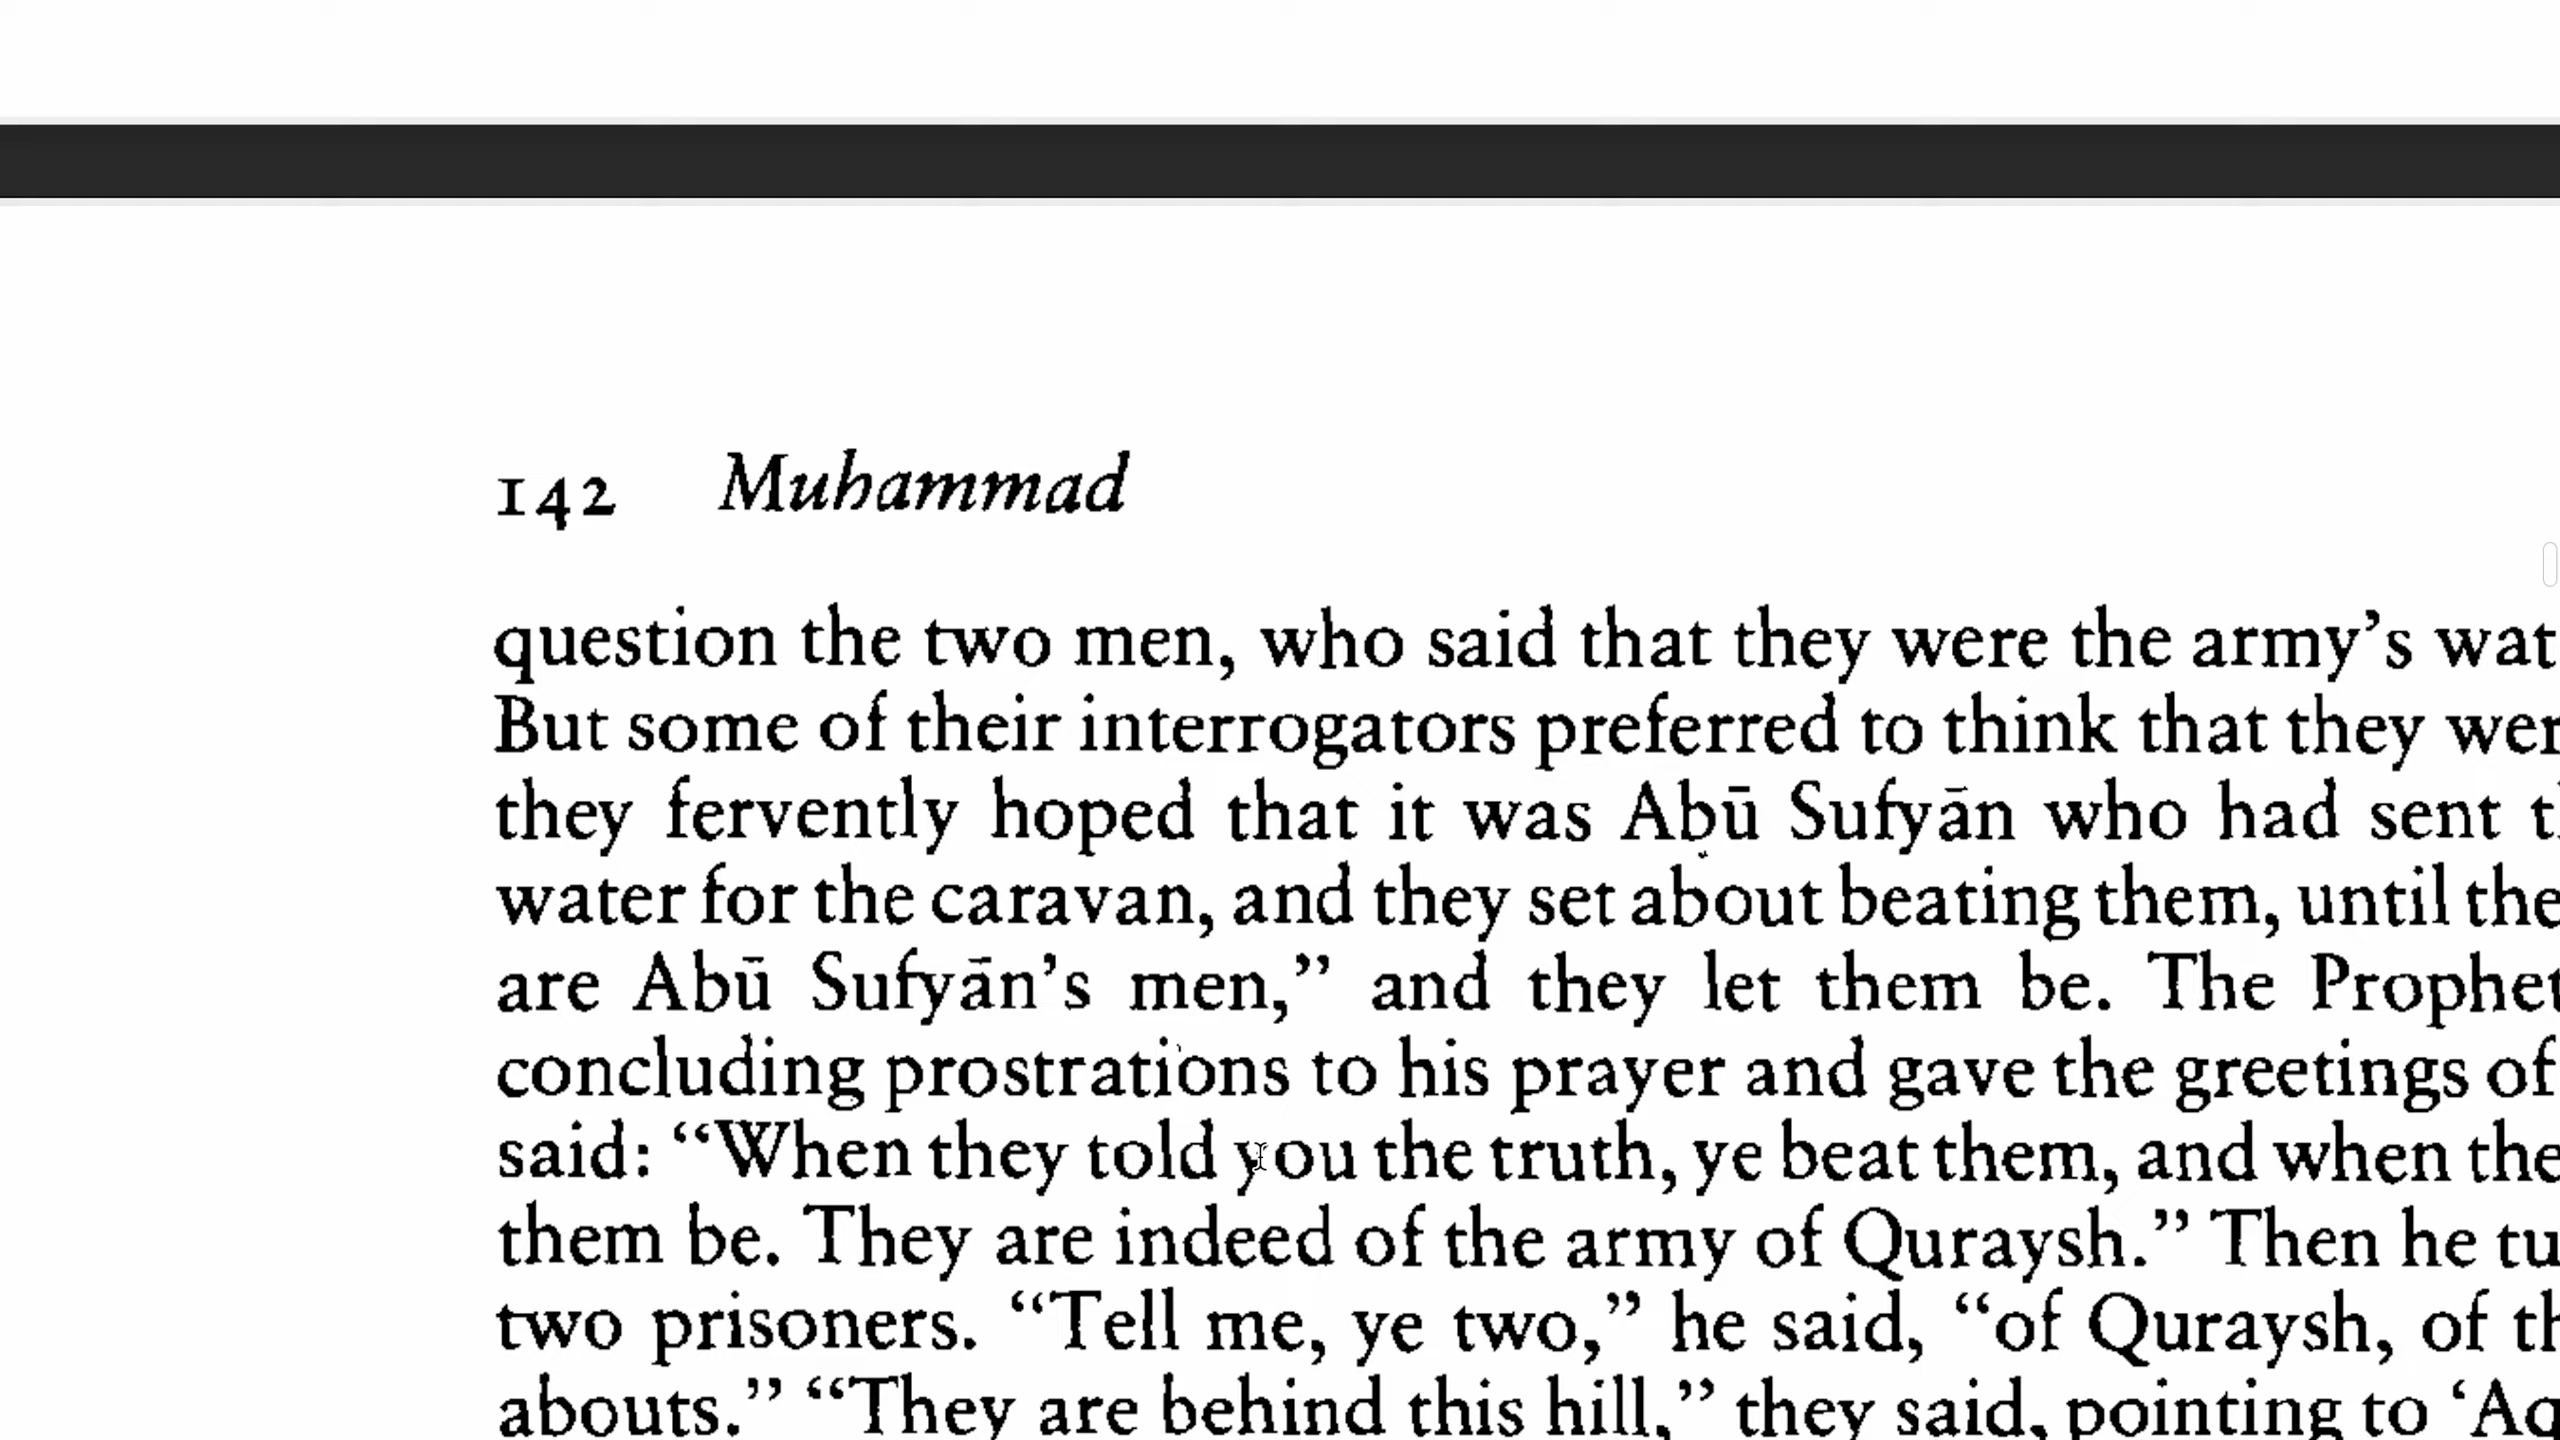 142 Muhammad
question the two men, who said that they were the army’s wat
But some of their interrogators preferred to think that they wer
they fervently hoped that it was Abū Sufyān who had sent t
water for the caravan, and they set about beating them, until the
are Abū Sufyān’s men,” and they let them be. The Prophet
concluding prostrations to his prayer and gave the greetings of
said: “When they told you the truth, ye beat them, and when the
them be. They are indeed of the army of Quraysh.” Then he tu
two prisoners. “Tell me, ye two,” he said, “of Quraysh, of th
abouts.” “They are behind this hill,” they said, pointing to ‘Aq